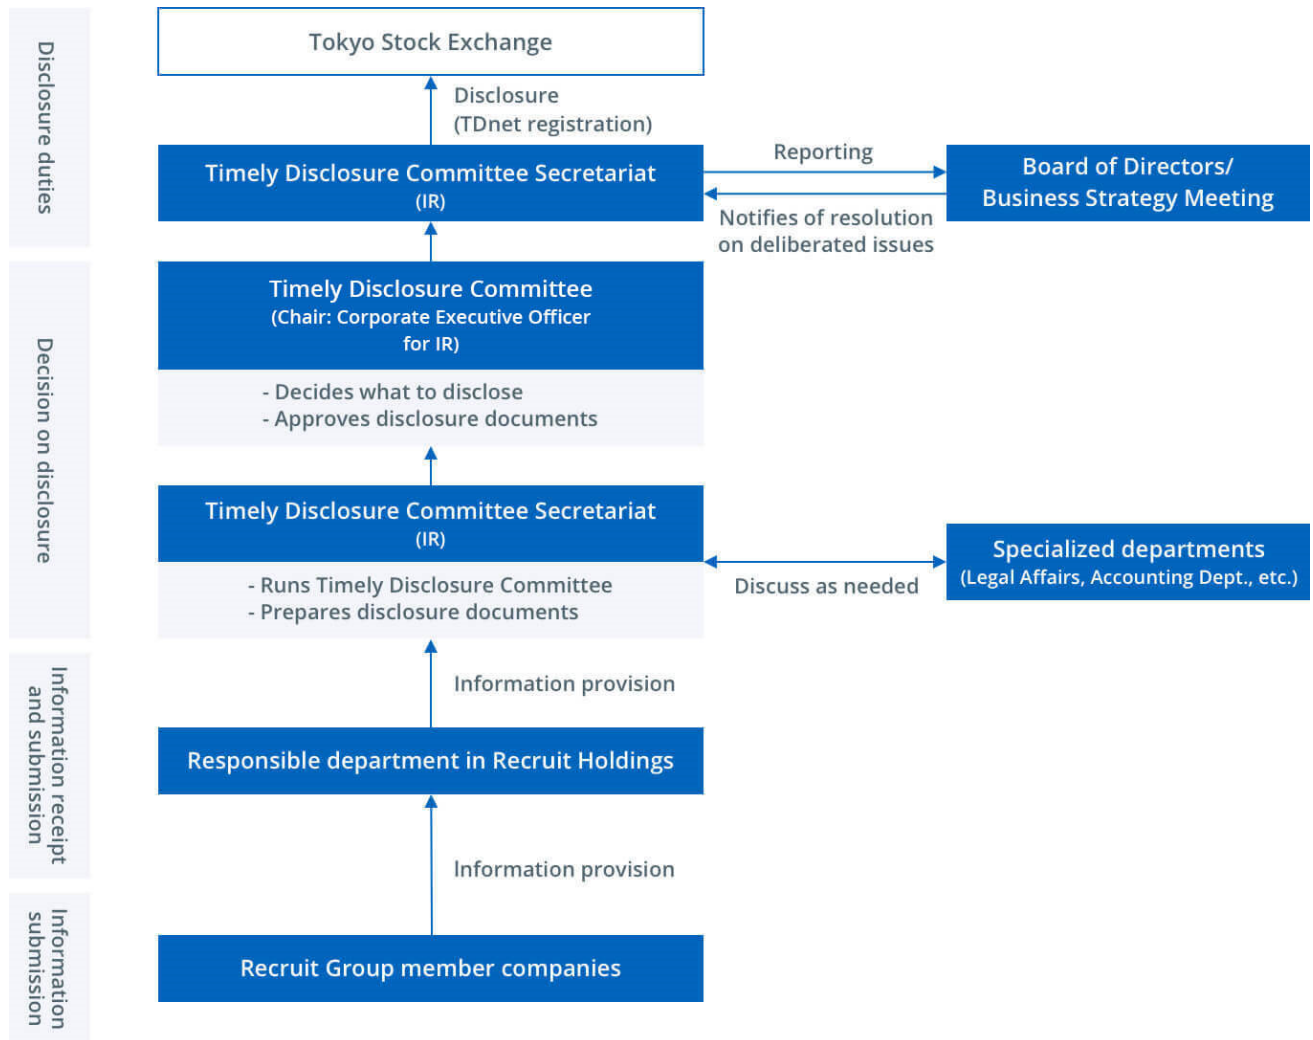 Disclosure duties
Tokyo Stock Exchange
Disclosure
(TDnet registration)
Timely Disclosure Committee Secretariat
(IR)
Reporting
Notifies of resolution
on deliberated issues
Board of Directors/
Business Strategy Meeting
Decision on disclosure
Timely Disclosure Committee
(Chair: Corporate Executive Officer
for IR)
- Decides what to disclose
- Approves disclosure documents
Timely Disclosure Committee Secretariat
(IR)
- Runs Timely Disclosure Committee
- Prepares disclosure documents
Discuss as needed
Specialized departments
(Legal Affairs, Accounting Dept., etc.)
Information receipt
and submission
Information provision
Responsible department in Recruit Holdings
Information provision
Information
submission
Recruit Group member companies